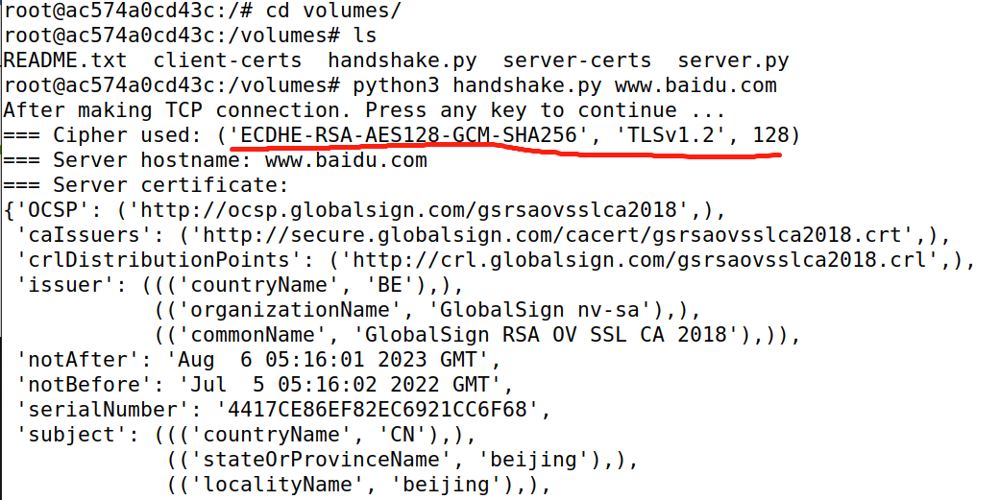 root@ac574a0cd43c:/# cd volumes/
root@ac574a0cd43c:/volumes# ls
README.txt  client-certs  handshake.py  server-certs  server.py
root@ac574a0cd43c:/volumes# python3 handshake.py www.baidu.com
After making TCP connection. Press any key to continue ...
=== Cipher used: ('ECDHE-RSA-AES128-GCM-SHA256', 'TLSv1.2', 128)
=== Server hostname: www.baidu.com
=== Server certificate:
{'OCSP': ('http://ocsp.globalsign.com/gsrsaovsslca2018',),
 'caIssuers': ('http://secure.globalsign.com/cacert/gsrsaovsslca2018.crt',),
 'crlDistributionPoints': ('http://crl.globalsign.com/gsrsaovsslca2018.crl',),
 'issuer': ((('countryName', 'BE'),),
            (('organizationName', 'GlobalSign nv-sa'),),
            (('commonName', 'GlobalSign RSA OV SSL CA 2018'),)),
 'notAfter': 'Aug  6 05:16:01 2023 GMT',
 'notBefore': 'Jul  5 05:16:02 2022 GMT',
 'serialNumber': '4417CE86EF82EC6921CC6F68',
 'subject': ((('countryName', 'CN'),),
             (('stateOrProvinceName', 'beijing'),),
             (('localityName', 'beijing'),),